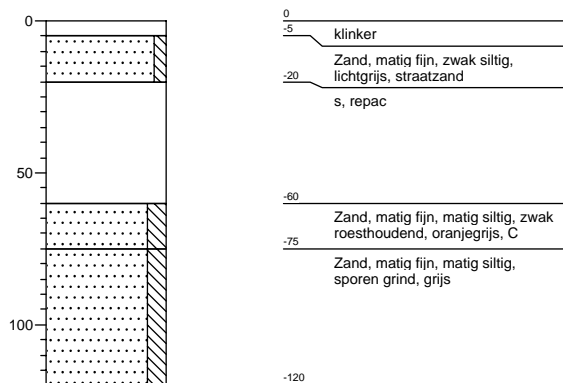 0
50
100
0
-5
klinker
Zand, matig fijn, zwak siltig,
lichtgrijs, straatzand
-20
s, repac
-60
Zand, matig fijn, matig siltig, zwak
roesthoudend, oranjegrijs, C
-75
Zand, matig fijn, matig siltig,
sporen grind, grijs
-120